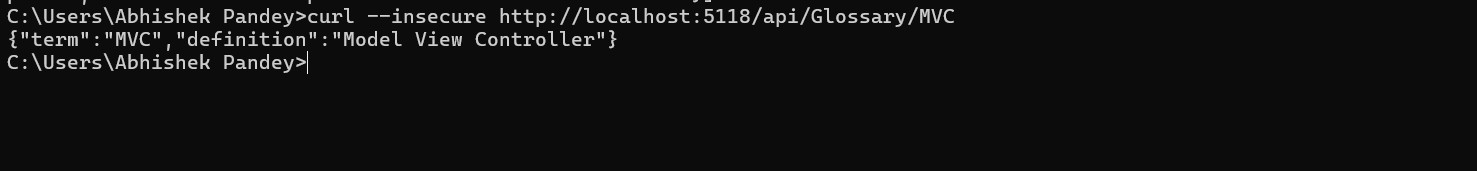 C:\Users\Abhishek Pandey>curl --insecure http://localhost:5118/api/Glossary/MVC
{"term":"MVC","definition":"Model View Controller"}
C:\Users\Abhishek Pandey>